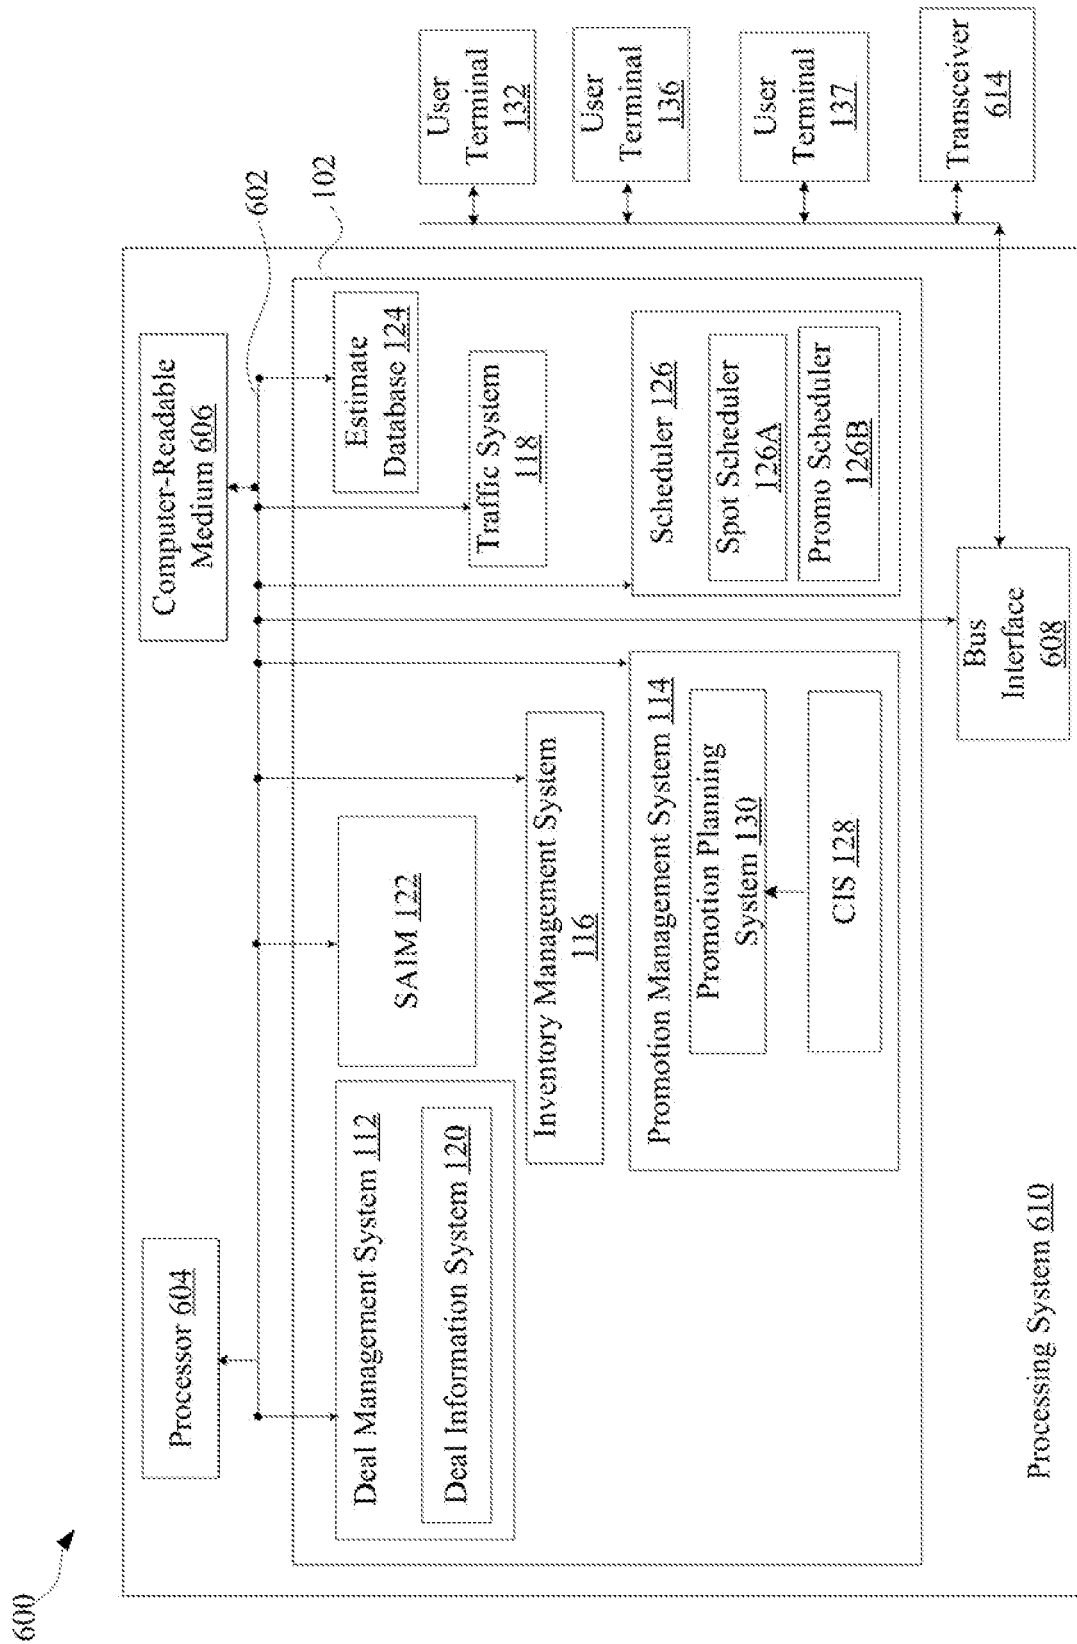 600
Processor 604
Computer-Readable
Medium 606
602
102
Deal Management System 112
Deal Information System 120
SAIM 122
Estimate
Database 124
Traffic System
118
Inventory Management System
116
Promotion Management System 114
Promotion Planning
System 130
CIS 128
Scheduler 126
Spot Scheduler
126A
Promo Scheduler
126B
Bus
Interface
608
Processing System 610
User
Terminal
132
User
Terminal
136
User
Terminal
137
Transceiver
614